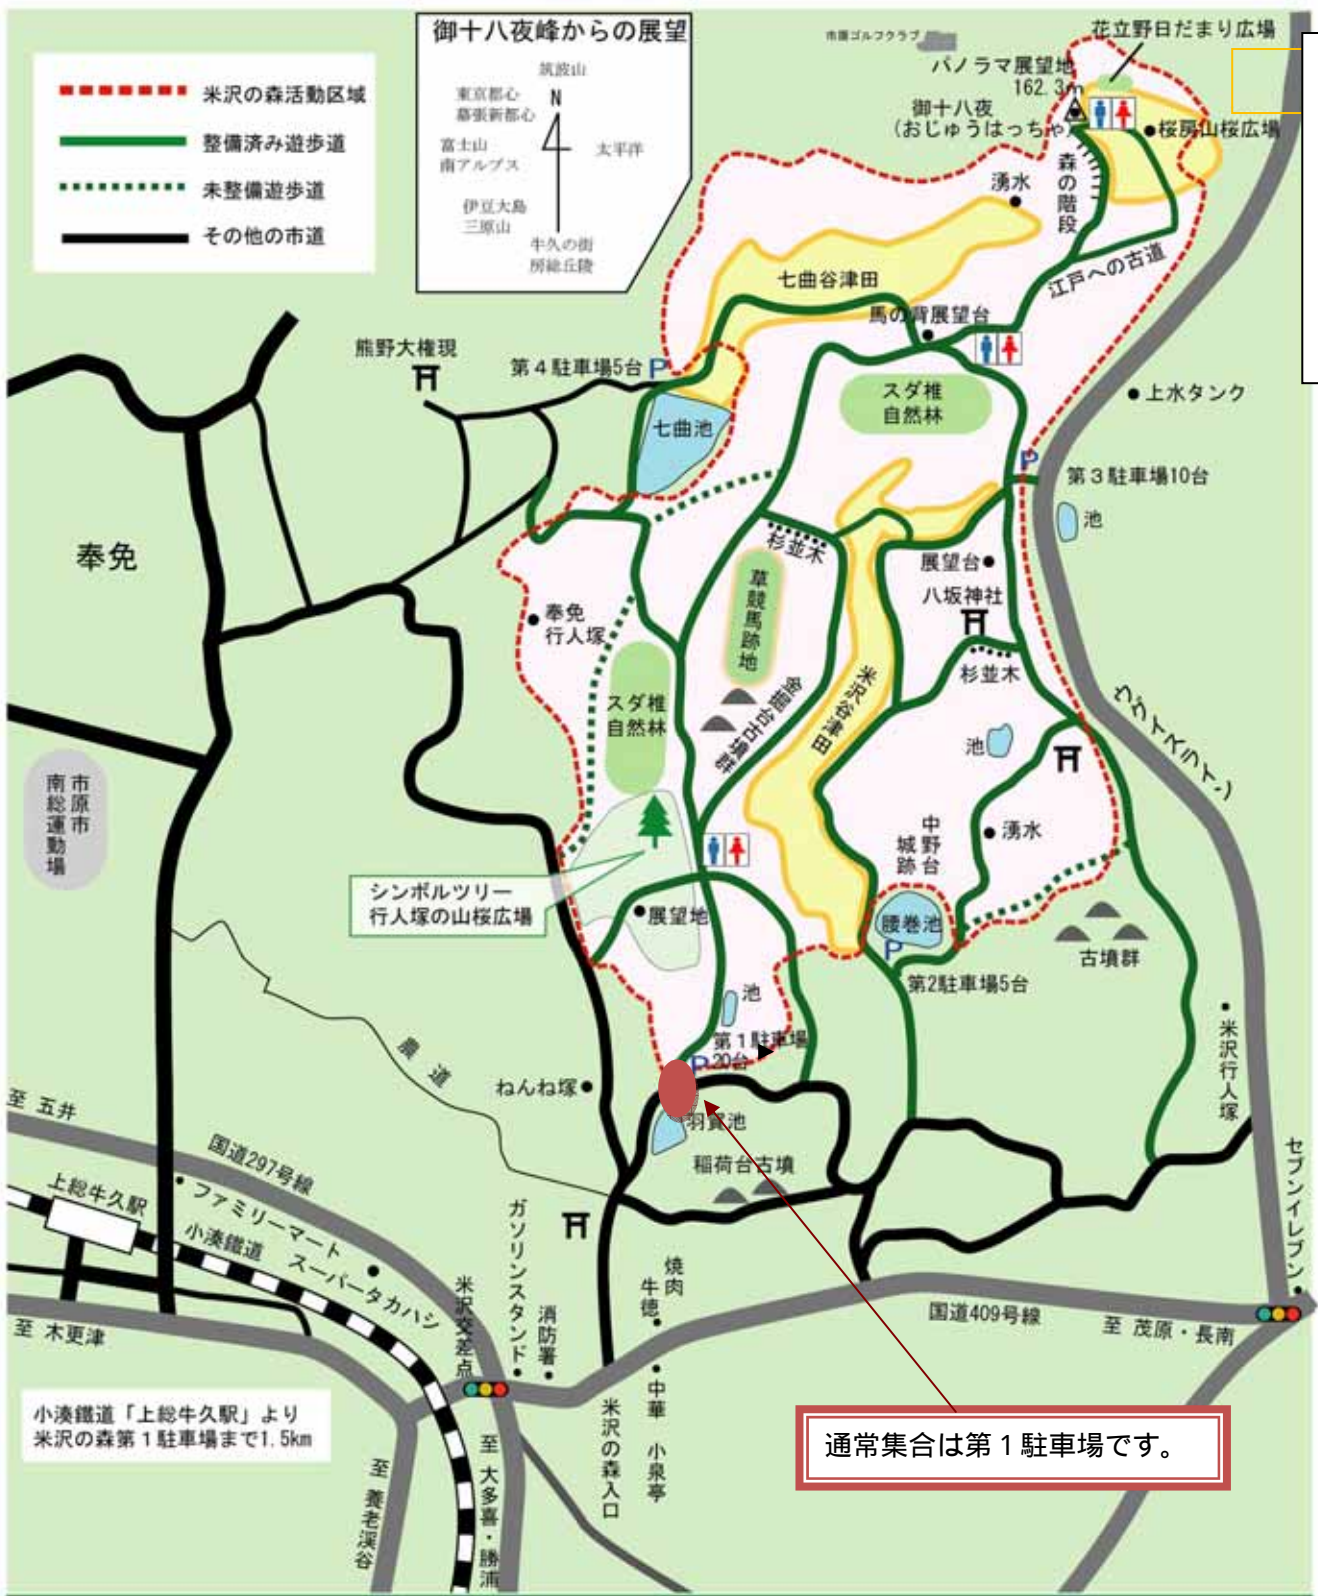 御十八夜峰からの展望
筑波山
東京都心
幕張新都心
N
富士山
南アルプス
太平洋
伊豆大島
三原山
牛久の街
房総丘陵
米沢の森活動区域
整備済み遊歩道
未整備遊歩道
その他の市道
市原ゴルフクラブ
花立野日だまり広場
パノラマ展望地
162.3m
御十八夜
(おじゅうはっちゃ)
桜房山桜広場
森の階段
湧水
江戸への古道
七曲谷津田
馬の背展望台
熊野大権現
第4駐車場5台
P
七曲池
スダ椎
自然林
上水タンク
P
第3駐車場10台
池
奉免
杉並木
展望台
八坂神社
草競馬跡地
奉免
行人塚
杉並木
米沢谷津田
金掘台古墳群
スダ椎
自然林
池
ウグイスライン
市原市
南総運動場
湧水
中野台
城跡
シンボルツリー
行人塚の山桜広場
展望地
腰巻池
P
第2駐車場5台
古墳群
池
第1駐車場
20台
P
米沢行人塚
農道
ねんね塚
羽賀池
稲荷台古墳
至 五井
国道297号線
上総牛久駅
ファミリーマート
小湊鐵道
スーパータカハシ
ガソリンスタンド
消防署
米沢交差点
焼肉
牛徳
セブンイレブン
国道409号線
至 茂原・長南
至 木更津
小湊鐵道「上総牛久駅」より
米沢の森第1駐車場まで1.5km
至 養老渓谷
至 大多喜・勝浦
米沢の森入口
中華 小泉亭
通常集合は第1駐車場です。